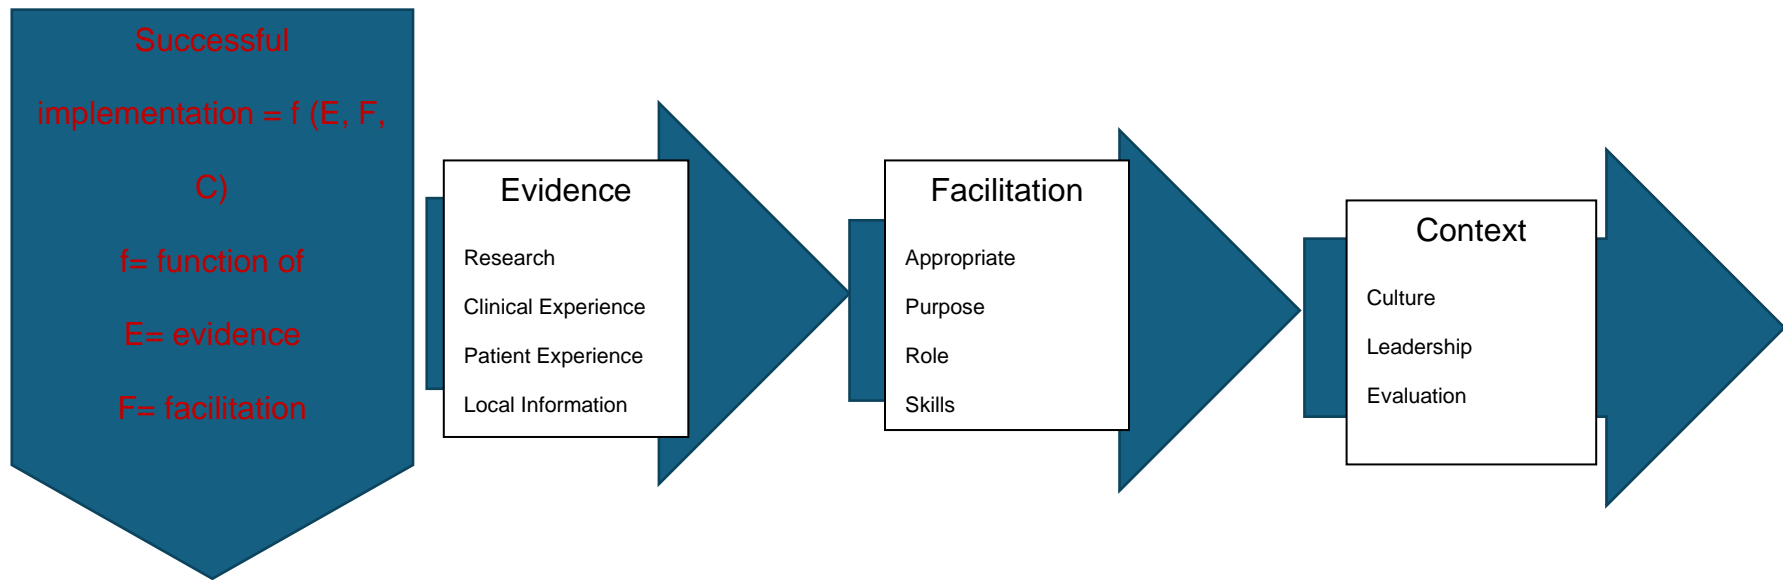 Successful
implementation = f (E, F,
C)
f= function of
E= evidence
F= facilitation
Evidence
Research
Clinical Experience
Patient Experience
Local Information
Facilitation
Appropriate
Purpose
Role
Skills
Context
Culture
Leadership
Evaluation